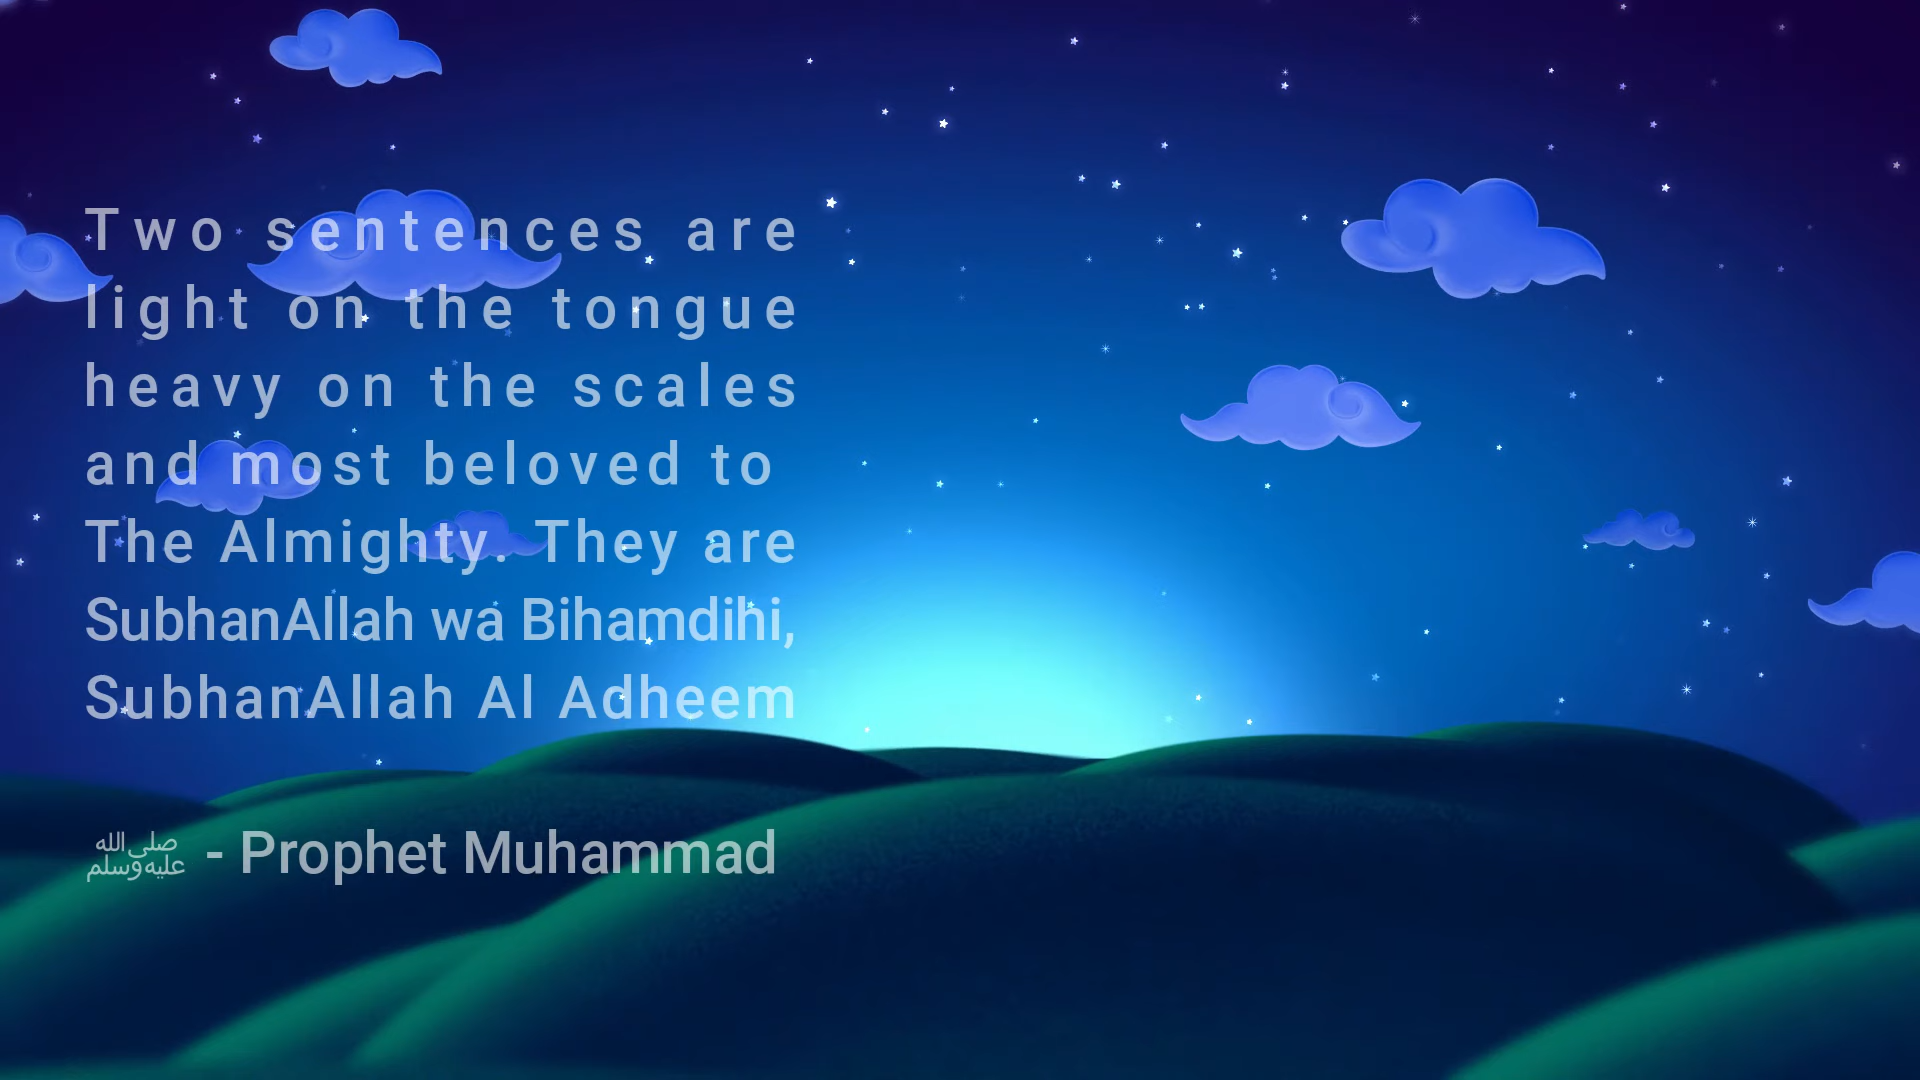 Two sentences are
light on the tongue
heavy on the scales
and most beloved to
The Almighty. They are
SubhanAllah wa Bihamdihi,
SubhanAllah Al Adheem
ﷺ - Prophet Muhammad